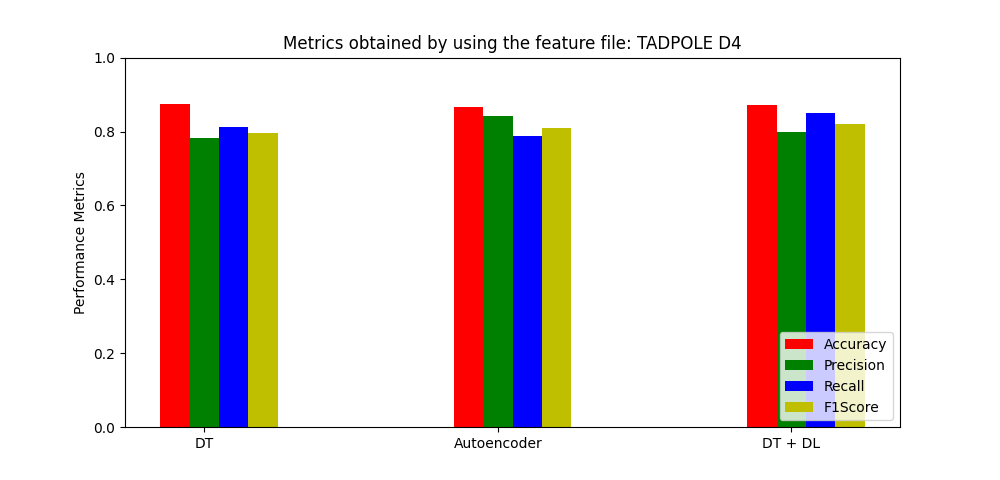 Metrics obtained by using the feature file: TADPOLE D4
1.0
0.8
0.6
0.4
0.2
0.0
Performance Metrics
DT
Autoencoder
DT + DL
Accuracy
Precision
Recall
F1Score